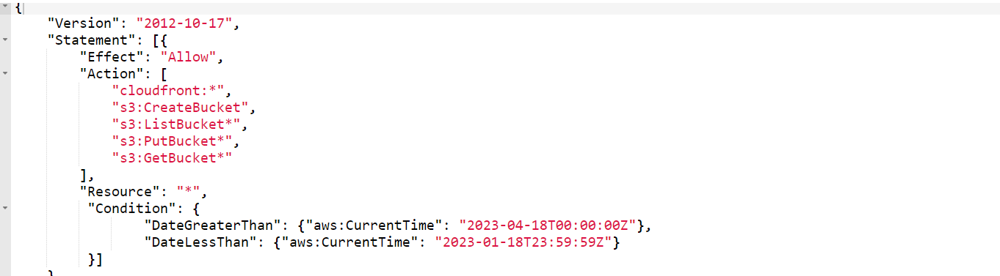 {
    "Version": "2012-10-17",
    "Statement": [{
        "Effect": "Allow",
        "Action": [
            "cloudfront:*",
            "s3:CreateBucket",
            "s3:ListBucket*",
            "s3:PutBucket*",
            "s3:GetBucket*"
        ],
        "Resource": "*",
         "Condition": {
                "DateGreaterThan": {"aws:CurrentTime": "2023-04-18T00:00:00Z"},
                "DateLessThan": {"aws:CurrentTime": "2023-01-18T23:59:59Z"}
         }]
    }